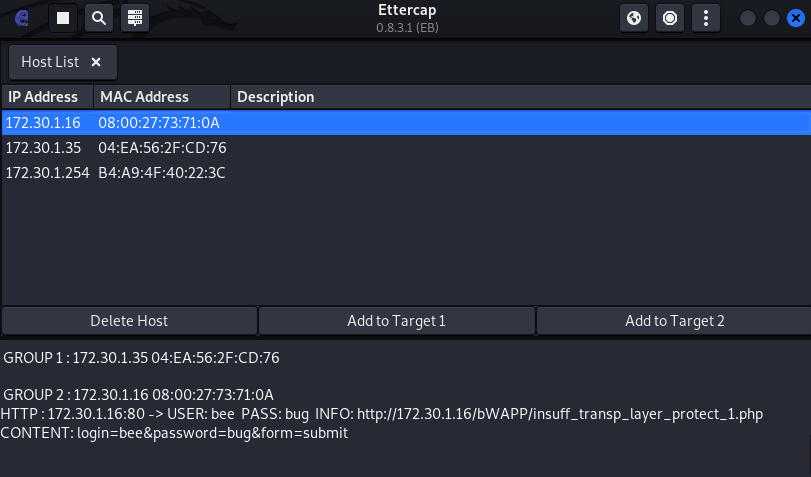 Ettercap
0.8.3.1 (EB)
Host List
IP Address MAC Address Description
172.30.1.16 08:00:27:73:71:0A
172.30.1.35 04:EA:56:2F:CD:76
172.30.1.254 B4:A9:4F:40:22:3C
Delete Host Add to Target 1 Add to Target 2
GROUP 1 : 172.30.1.35 04:EA:56:2F:CD:76
GROUP 2 : 172.30.1.16 08:00:27:73:71:0A
HTTP : 172.30.1.16:80 -> USER: bee PASS: bug INFO: http://172.30.1.16/bWAPP/insuff_transp_layer_protect_1.php
CONTENT: login=bee&password=bug&form=submit